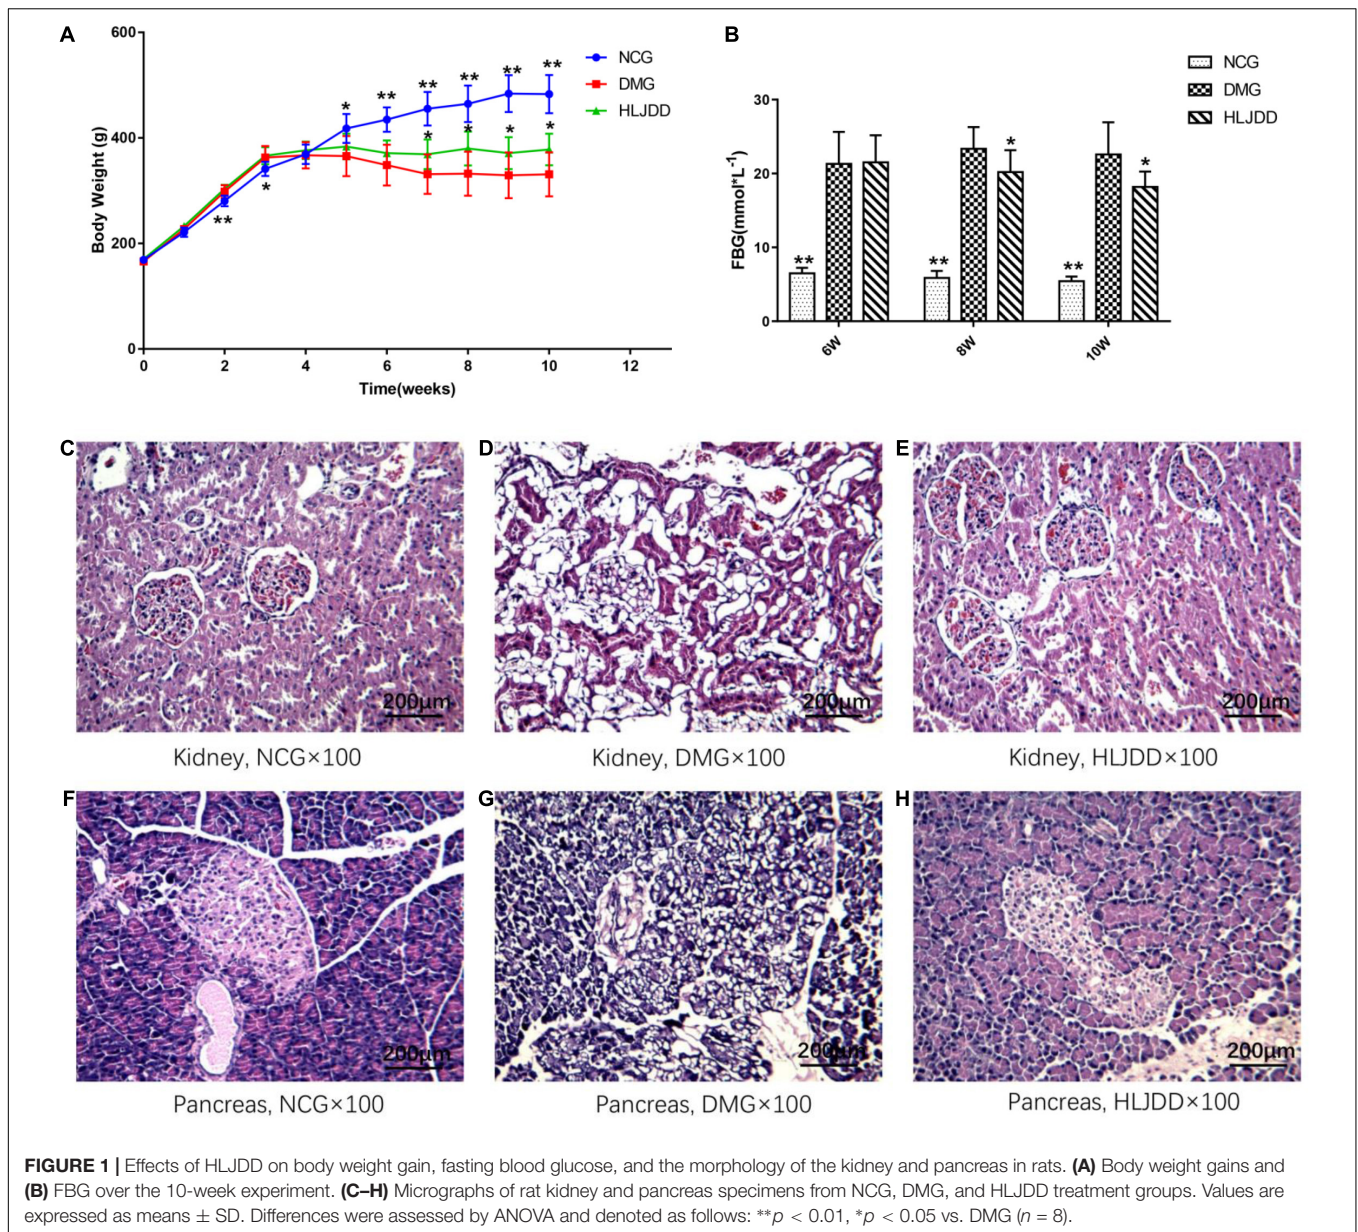 A
600
400
200
0
Body Weight (g)
** * ** * ** ** ** ** **
* * * *
0 2 4 6 8 10 12
Time(weeks)
NCG
DMG
HLJDD
B
30
20
10
0
FBG(mmol*L-1)
** ** * ** *
6W 8W 10W
NCG
DMG
HLJDD
C
200μm
Kidney, NCG×100
D
200μm
Kidney, DMG×100
E
200μm
Kidney, HLJDD×100
F
200μm
Pancreas, NCG×100
G
200μm
Pancreas, DMG×100
H
200μm
Pancreas, HLJDD×100
FIGURE 1 | Effects of HLJDD on body weight gain, fasting blood glucose, and the morphology of the kidney and pancreas in rats. (A) Body weight gains and
(B) FBG over the 10-week experiment. (C–H) Micrographs of rat kidney and pancreas specimens from NCG, DMG, and HLJDD treatment groups. Values are
expressed as means ± SD. Differences were assessed by ANOVA and denoted as follows: **p < 0.01, *p < 0.05 vs. DMG (n = 8).